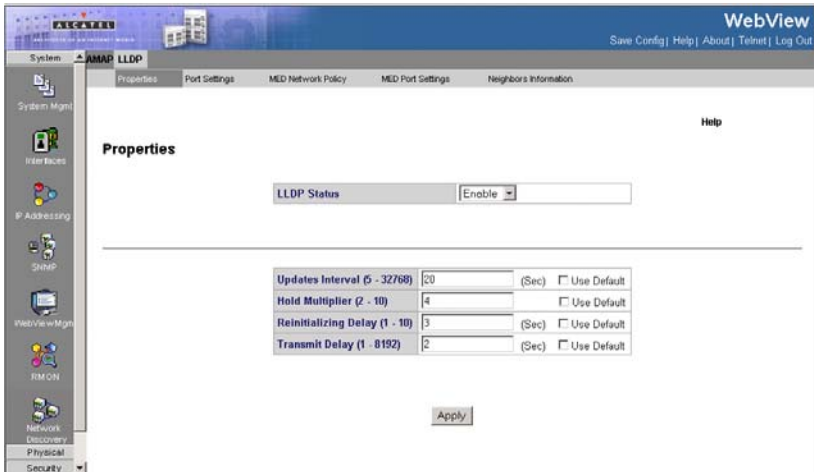 ALCATEL
WebView
Save Config| Help| About| Telnet| Log Out
System
AMAP LLDP
Properties Port Settings MED Network Policy MED Port Settings Neighbors Information
System Mgmt
Help
Properties
Interfaces
LLDP Status Enable
IP Addressing
SNMP
Updates Interval (5 - 32768) 20 (Sec) Use Default
Hold Multiplier (2 - 10) 4 Use Default
Reinitializing Delay (1 - 10) 3 (Sec) Use Default
Transmit Delay (1 - 8192) 2 (Sec) Use Default
WebViewMgm
RMON
Apply
Network
Discovery
Physical
Security